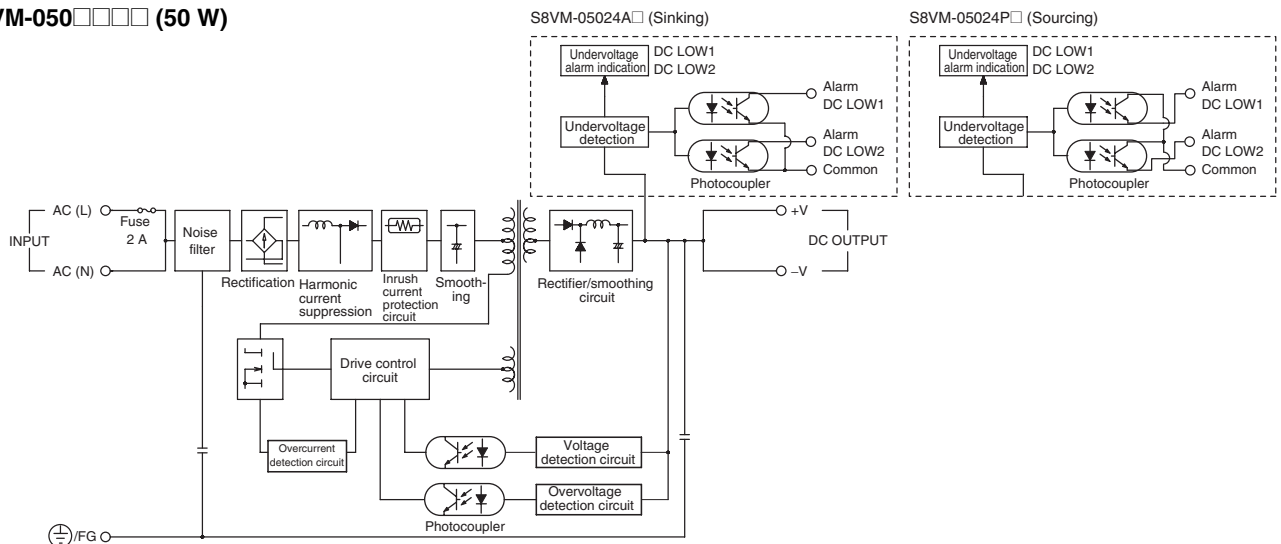 VM-050□□□□ (50 W)
S8VM-05024A□ (Sinking)
Undervoltage
alarm indication
DC LOW1
DC LOW2
Alarm
DC LOW1
Undervoltage
detection
Alarm
DC LOW2
Common
Photocoupler
S8VM-05024P□ (Sourcing)
Undervoltage
alarm indication
DC LOW1
DC LOW2
Alarm
DC LOW1
Undervoltage
detection
Alarm
DC LOW2
Common
Photocoupler
INPUT
AC (L)
AC (N)
Fuse
2 A
Noise
filter
Rectification
Harmonic
current
suppression
Inrush
current
protection
circuit
Smooth-
ing
Rectifier/smoothing
circuit
+V
DC OUTPUT
–V
Drive control
circuit
Overcurrent
detection circuit
Voltage
detection circuit
Overvoltage
detection circuit
Photocoupler
/FG